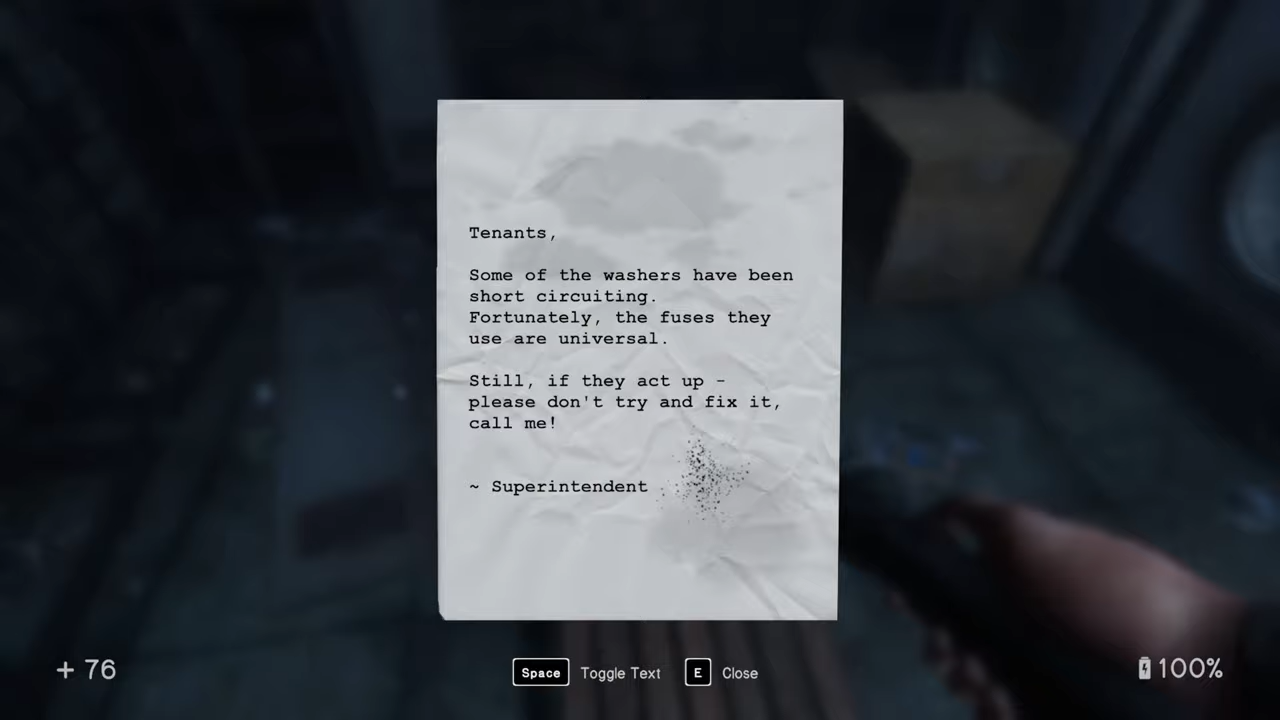 Tenants,
Some of the washers have been
short circuiting.
Fortunately, the fuses they
use are universal.
Still, if they act up -
please don't try and fix it,
call me!
~ Superintendent
+ 76
Space Toggle Text E Close
100%